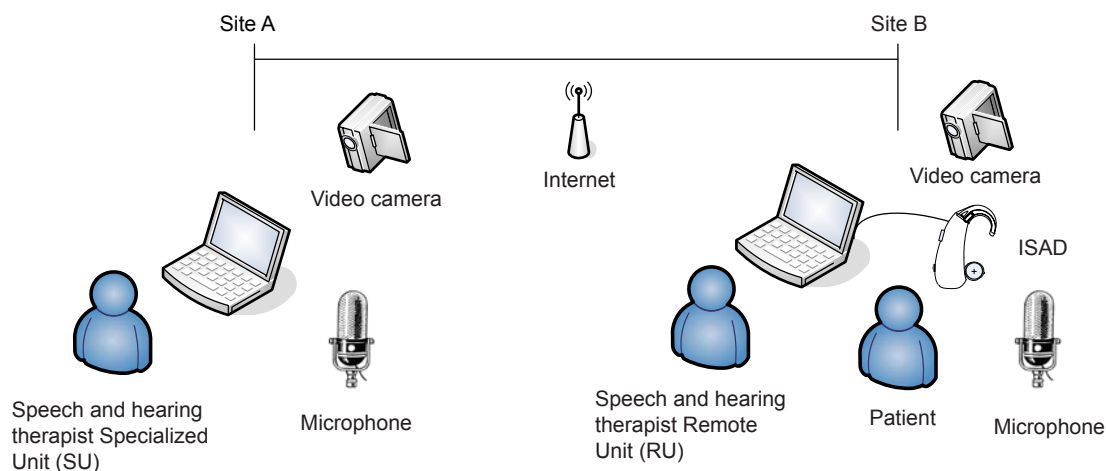 Site A
Site B
Video camera
Internet
Video camera
ISAD
Speech and hearing
therapist Specialized
Unit (SU)
Microphone
Speech and hearing
therapist Remote
Unit (RU)
Patient
Microphone